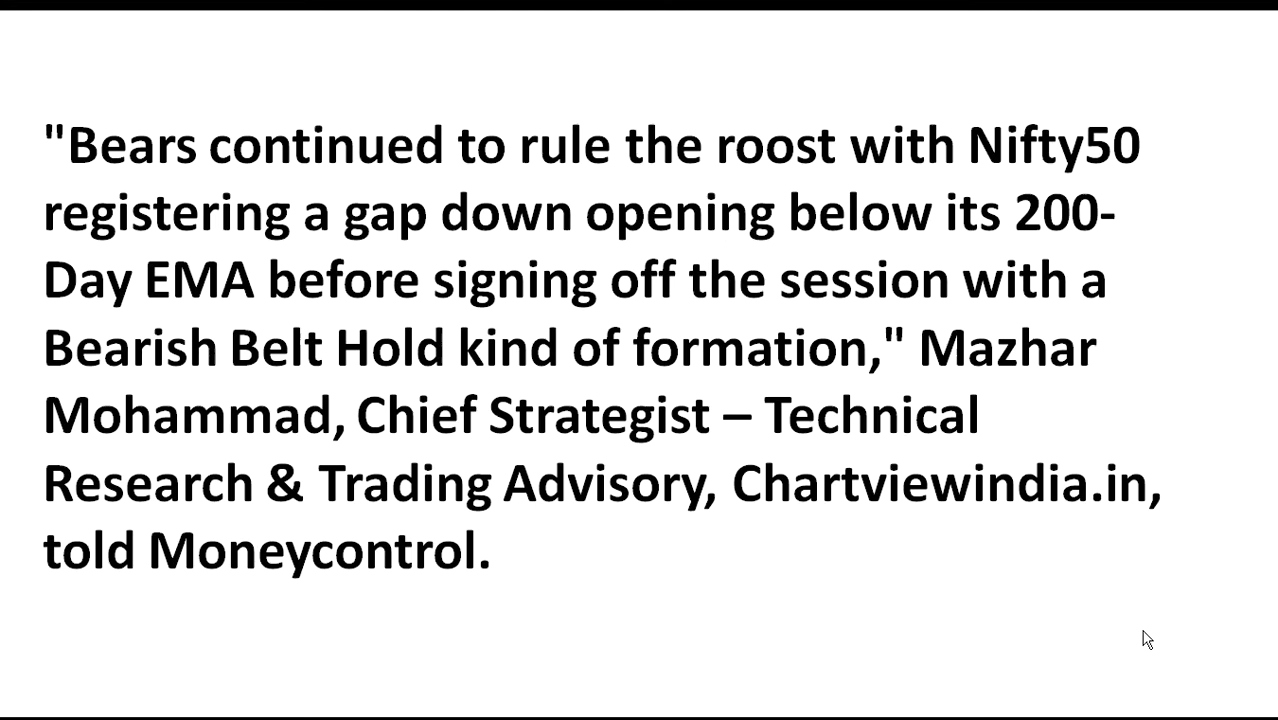 "Bears continued to rule the roost with Nifty50
registering a gap down opening below its 200-
Day EMA before signing off the session with a
Bearish Belt Hold kind of formation," Mazhar
Mohammad, Chief Strategist – Technical
Research & Trading Advisory, Chartviewindia.in,
told Moneycontrol.